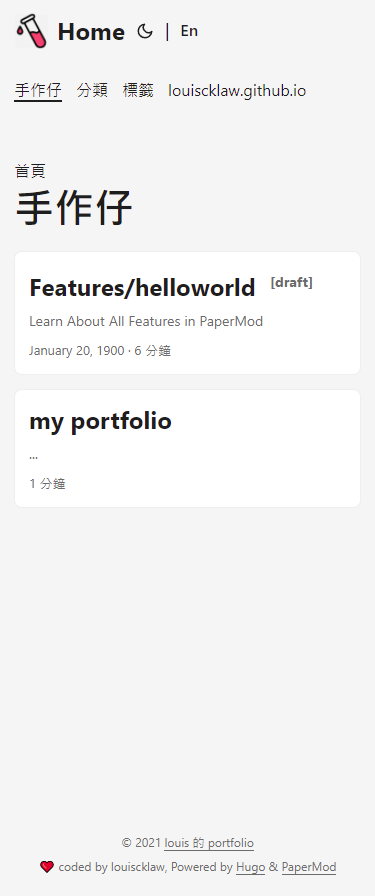 Home | En
手作仔 分類 標籤 louiscklaw.github.io
首頁
手作仔
Features/helloworld [draft]
Learn About All Features in PaperMod
January 20, 1900 · 6 分鐘
my portfolio
...
1 分鐘
© 2021 louis 的 portfolio
coded by louiscklaw, Powered by Hugo & PaperMod